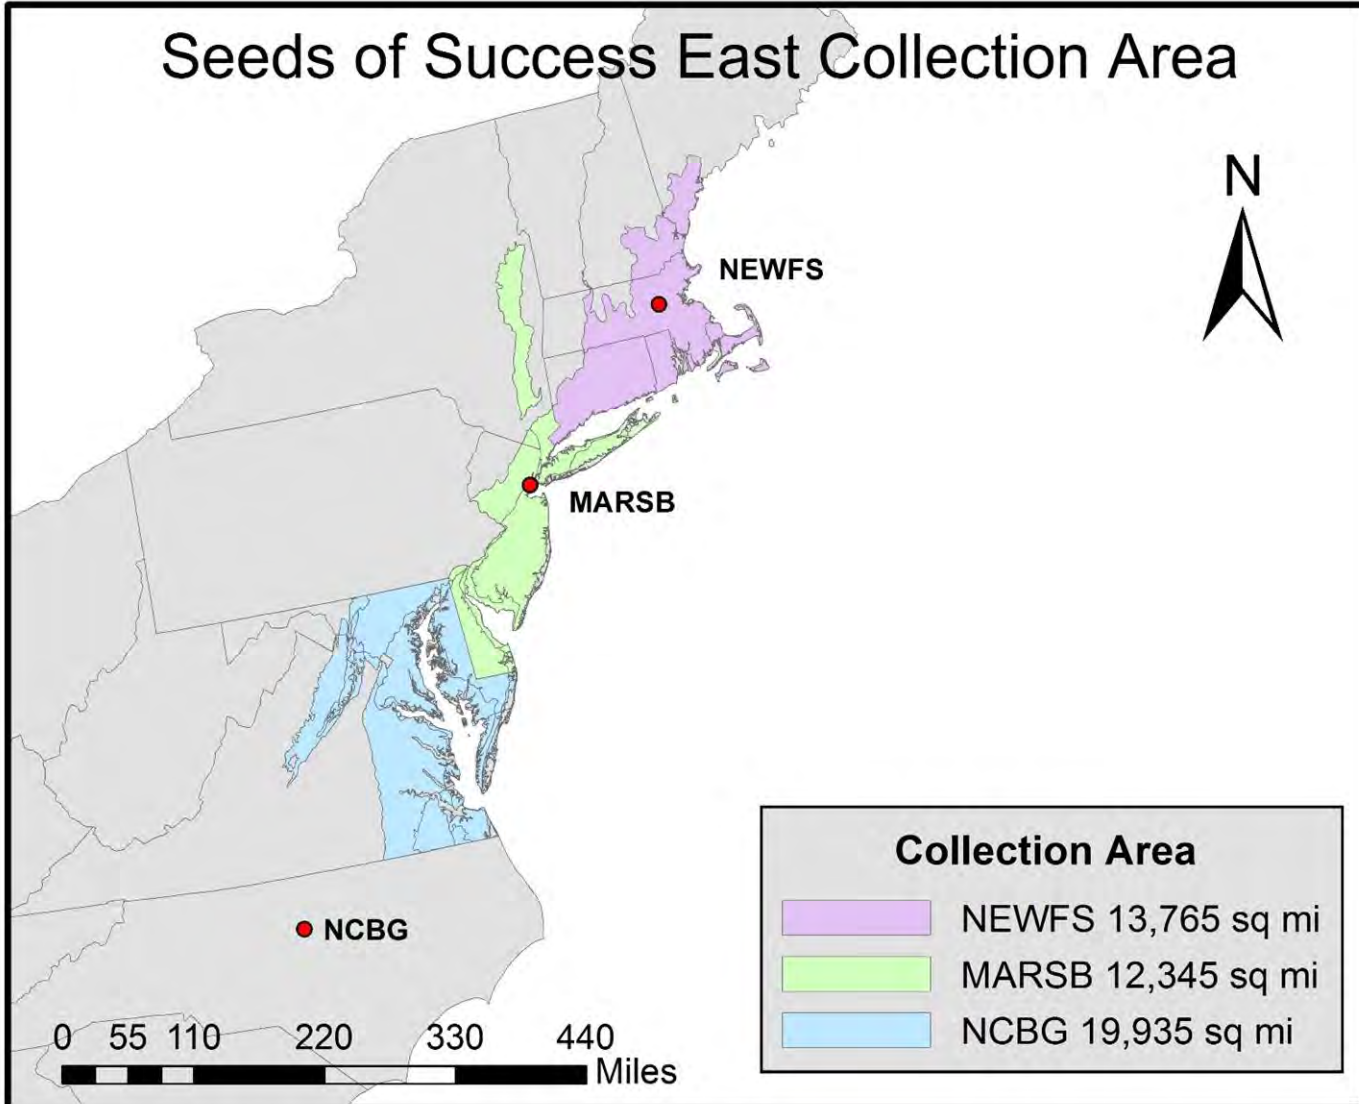 Seeds of Success East Collection Area
N
NEWFS
MARSB
NCBG
Collection Area
NEWFS 13,765 sq mi
MARSB 12,345 sq mi
NCBG 19,935 sq mi
0 55 110 220 330 440
Miles